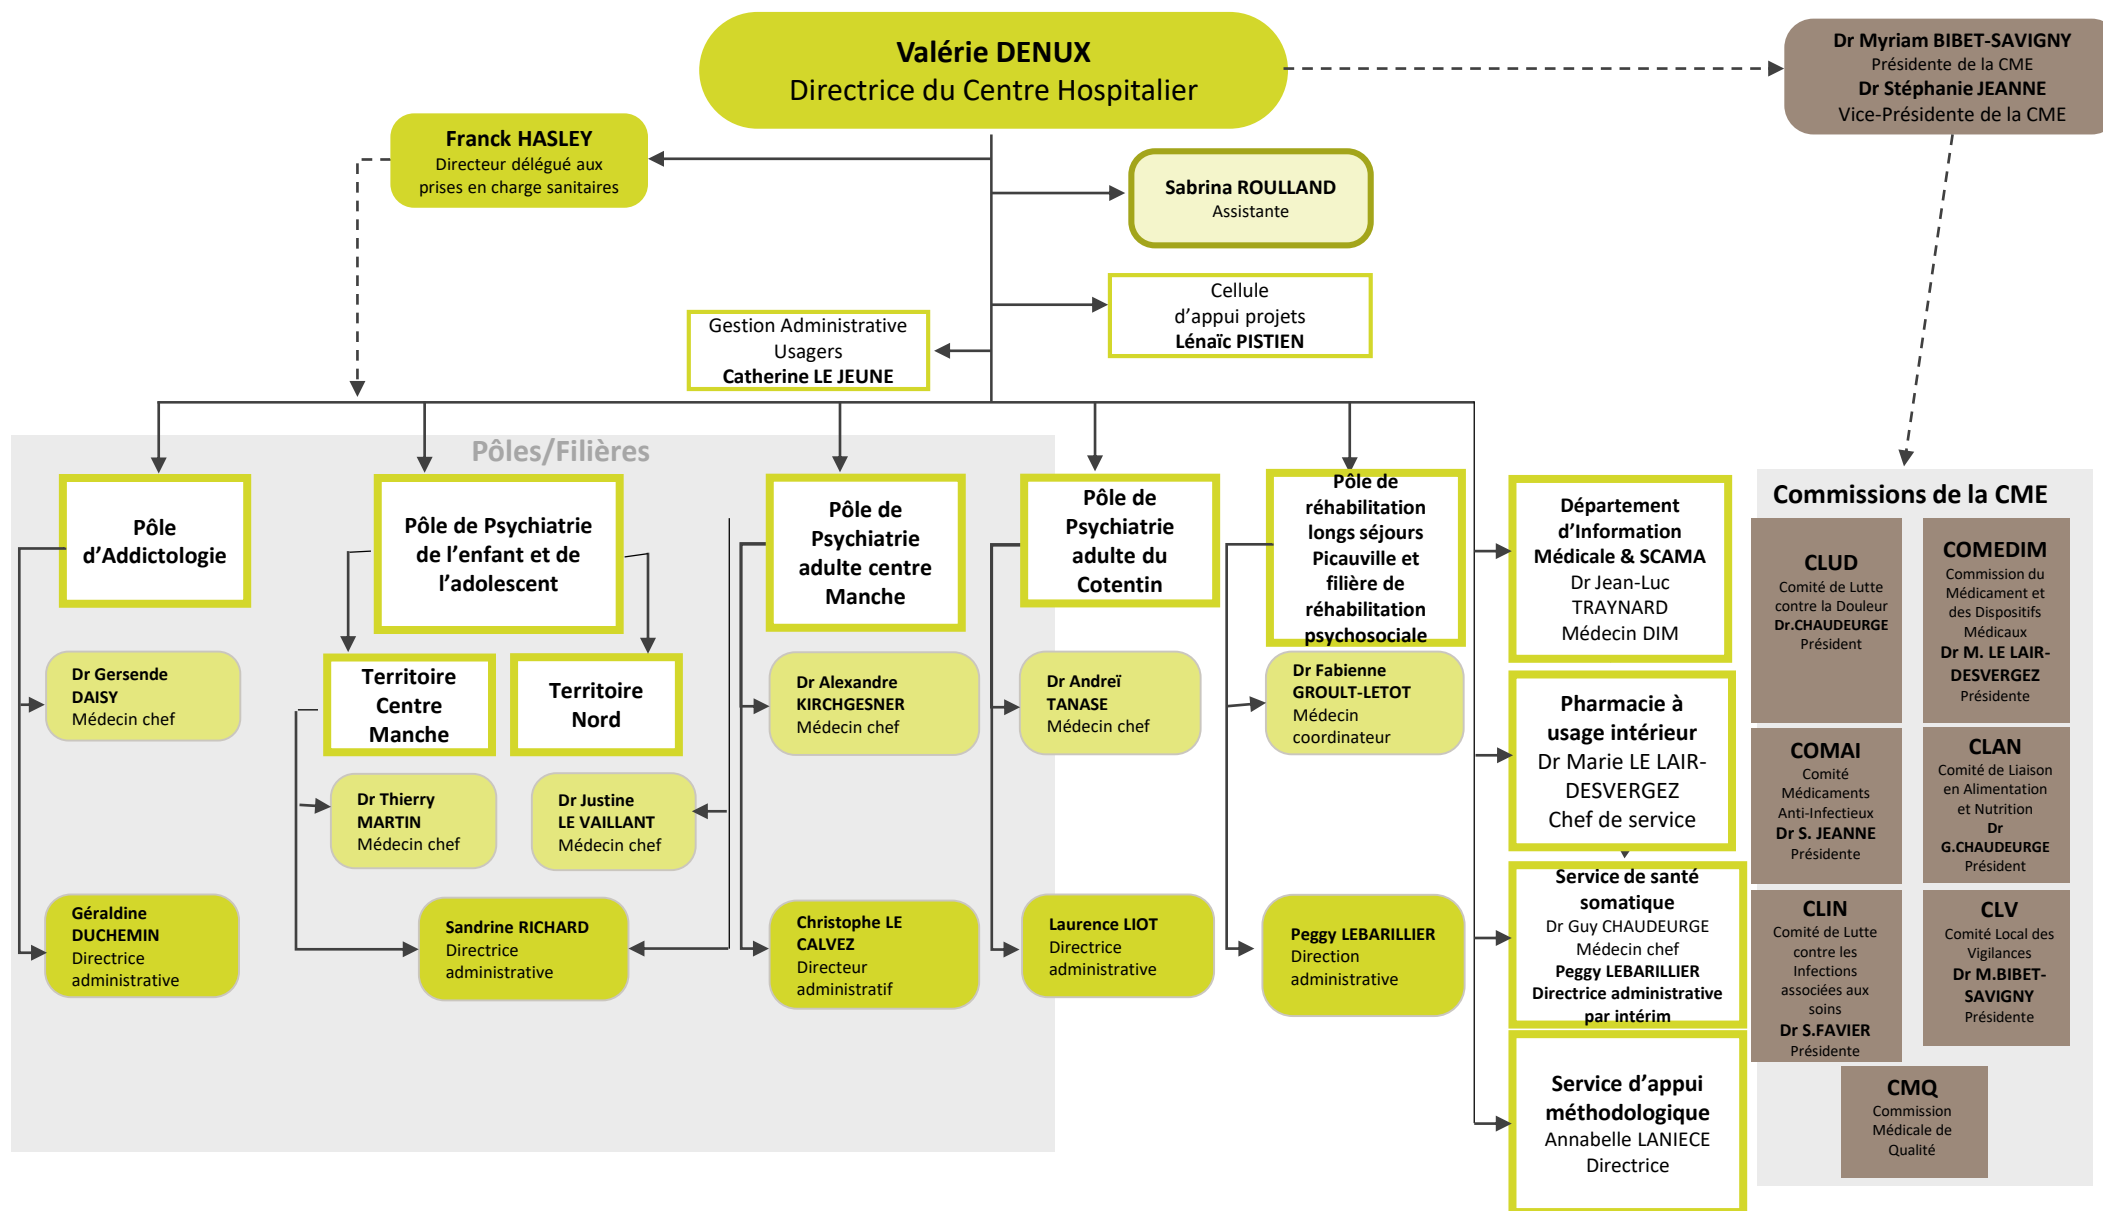 Valérie DENUX
Directrice du Centre Hospitalier
Dr Myriam BIBET-SAVIGNY
Présidente de la CME
Dr Stéphanie JEANNE
Vice-Présidente de la CME
Franck HASLEY
Directeur délégué aux
prises en charge sanitaires
Sabrina ROULLAND
Assistante
Cellule
d’appui projets
Lénaïc PISTIEN
Gestion Administrative
Usagers
Catherine LE JEUNE
Pôles/Filières
Pôle
d’Addictologie
Dr Gersende
DAISY
Médecin chef
Géraldine
DUCHEMIN
Directrice
administrative
Pôle de Psychiatrie
de l’enfant et de
l’adolescent
Territoire
Centre
Manche
Territoire
Nord
Dr Thierry
MARTIN
Médecin chef
Dr Justine
LE VAILLANT
Médecin chef
Sandrine RICHARD
Directrice
administrative
Pôle de
Psychiatrie
adulte centre
Manche
Dr Alexandre
KIRCHGESNER
Médecin chef
Christophe LE
CALVEZ
Directeur
administratif
Pôle de
Psychiatrie
adulte du
Cotentin
Dr Andreï
TANASE
Médecin chef
Laurence LIOT
Directrice
administrative
Pôle de
réhabilitation
longs séjours
Picauville et
filière de
réhabilitation
psychosociale
Dr Fabienne
GROULT-LETOT
Médecin
coordinateur
Peggy LEBARILLIER
Direction
administrative
Département
d’Information
Médicale & SCAMA
Dr Jean-Luc
TRAYNARD
Médecin DIM
Pharmacie à
usage intérieur
Dr Marie LE LAIR-
DESVERGEZ
Chef de service
Service de santé
somatique
Dr Guy CHAUDEURGE
Médecin chef
Peggy LEBARILLIER
Directrice administrative
par intérim
Service d’appui
méthodologique
Annabelle LANIECE
Directrice
Commissions de la CME
CLUD
Comité de Lutte
contre la Douleur
Dr.CHAUDEURGE
Président
COMEDIM
Commission du
Médicament et
des Dispositifs
Médicaux
Dr M. LE LAIR-
DESVERGEZ
Présidente
COMAI
Comité
Médicaments
Anti-Infectieux
Dr S. JEANNE
Présidente
CLAN
Comité de Liaison
en Alimentation
et Nutrition
Dr
G.CHAUDEURGE
Président
CLIN
Comité de Lutte
contre les
Infections
associées aux
soins
Dr S.FAVIER
Présidente
CLV
Comité Local des
Vigilances
Dr M.BIBET-
SAVIGNY
Présidente
CMQ
Commission
Médicale de
Qualité